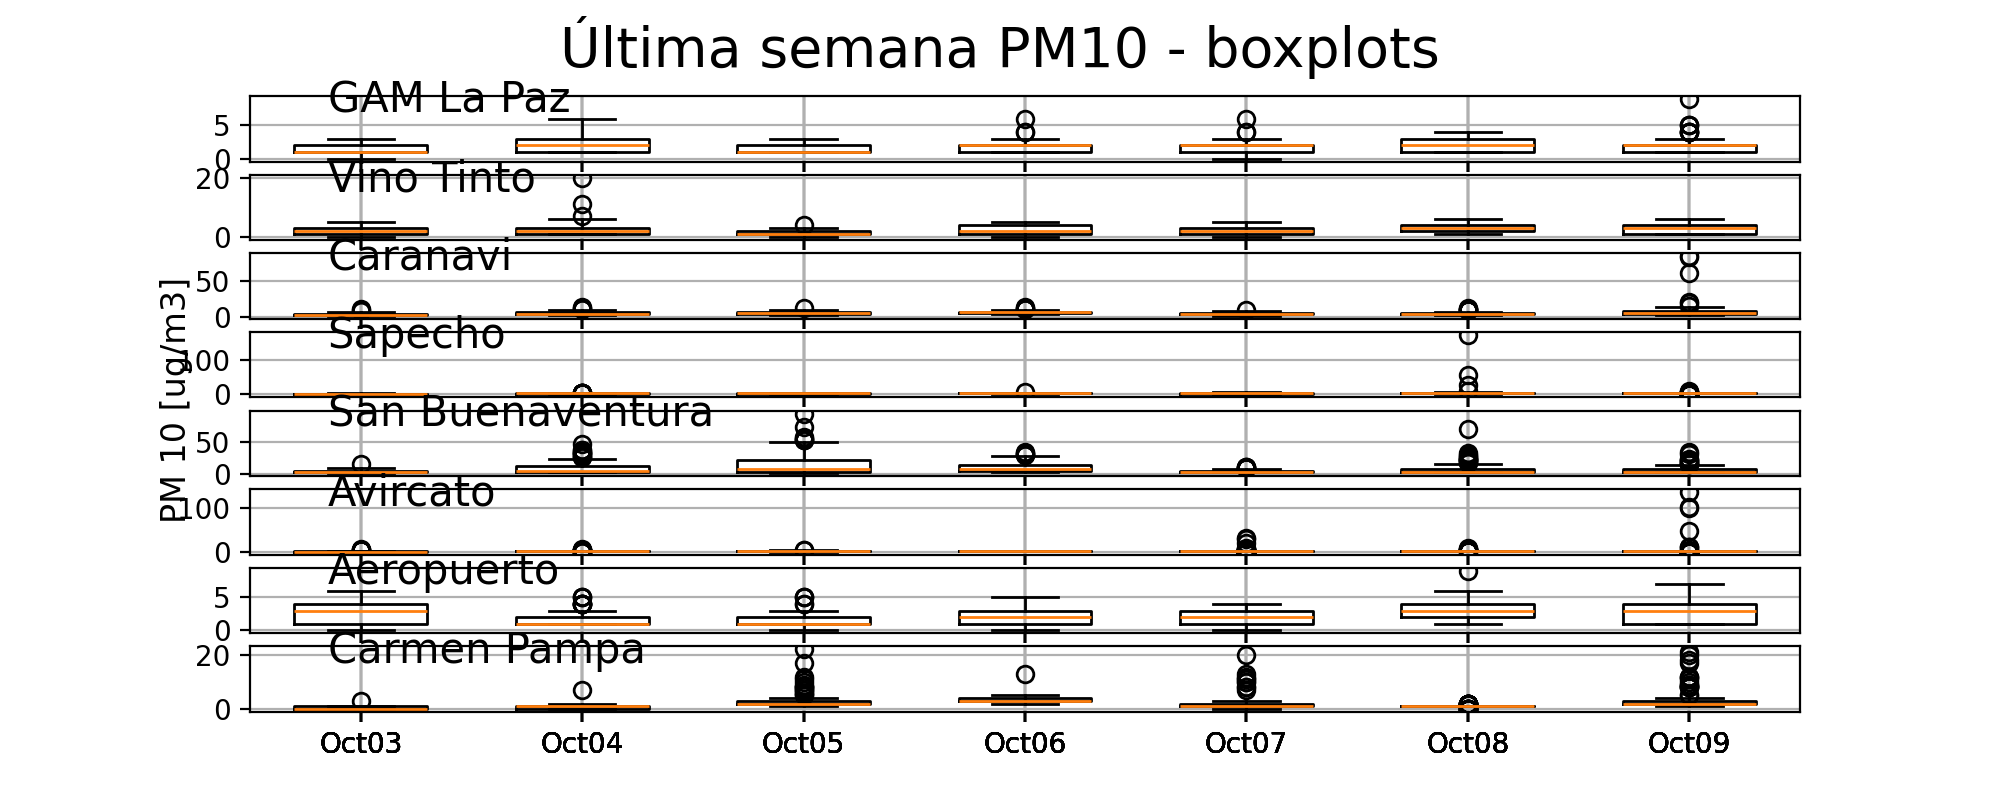 Última semana PM10 - boxplots
GAM La Paz
5
0
Vino Tinto
20
0
Caranavi
50
0
Sapecho
100
0
San Buenaventura
50
0
Avircato
100
0
Aeropuerto
5
0
Carmen Pampa
20
0
PM 10 [ug/m3]
Oct03 Oct04 Oct05 Oct06 Oct07 Oct08 Oct09